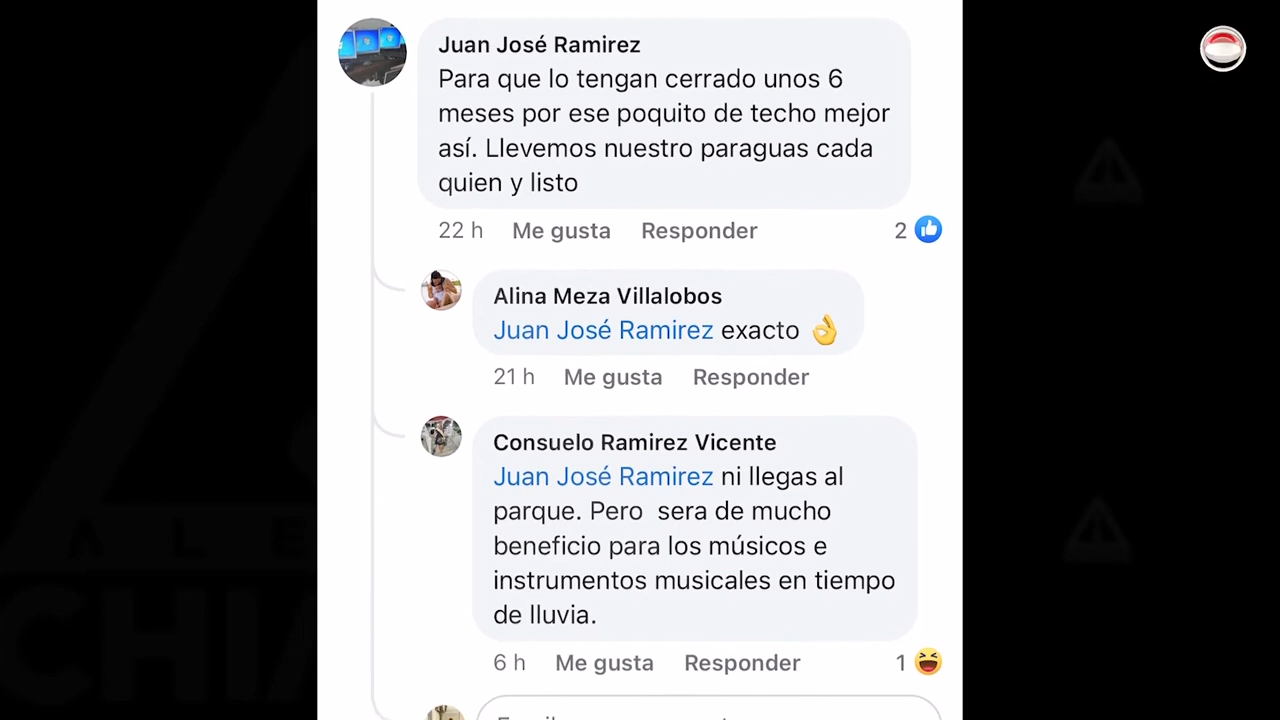 Juan José Ramirez
Para que lo tengan cerrado unos 6
meses por ese poquito de techo mejor
así. Llevemos nuestro paraguas cada
quien y listo
22 h Me gusta Responder 2
Alina Meza Villalobos
Juan José Ramirez exacto 👌
21 h Me gusta Responder
Consuelo Ramirez Vicente
Juan José Ramirez ni llegas al
parque. Pero sera de mucho
beneficio para los músicos e
instrumentos musicales en tiempo
de lluvia.
6 h Me gusta Responder 1